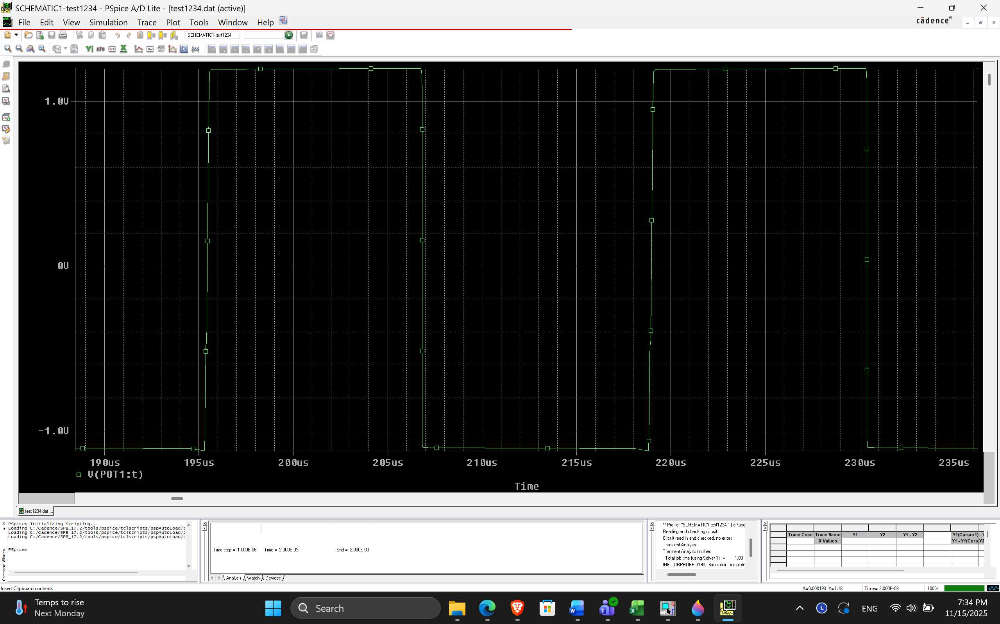 SCHEMATIC1-test1234 - PSpice A/D Lite - [test1234.dat (active)]
File Edit View Simulation Trace Plot Tools Window Help
cādence®
SCHEMATIC1-test1234
1.0V
0V
-1.0V
190us 195us 200us 205us 210us 215us 220us 225us 230us 235us
V(POT1:t)
Time
test1234.dat ...
Command Window
PSpice> Initializing Scripting...
Loading C:/Cadence/SPB_17.2/tools/pspice/tclscripts/pspAutoLoad/p
Loading C:/Cadence/SPB_17.2/tools/pspice/tclscripts/pspAutoLoad/p
Loading C:/Cadence/SPB_17.2/tools/pspice/tclscripts/pspAutoLoad/p
PSpice>
Time step = 1.000E-06 Time = 2.000E-03 End = 2.000E-03
Analysis Watch Devices
** Profile: "SCHEMATIC1-test1234" [ c:\use
Reading and checking circuit
Circuit read in and checked, no errors
Transient Analysis
Transient Analysis finished
Total job time (using Solver 1) = 1.80
INFO(ORPROBE-3190): Simulation complete
Trace Color Trace Name Y1 Y2 Y1 - Y2 Y1(Cursor1) - Y
X Values Y1 - Y1(Curs Y2
Insert Clipboard contents
X=0.000193 Y=1.18 Time= 2.000E-03 100%
Temps to rise
Next Monday
Search
ENG
7:34 PM
11/15/2025